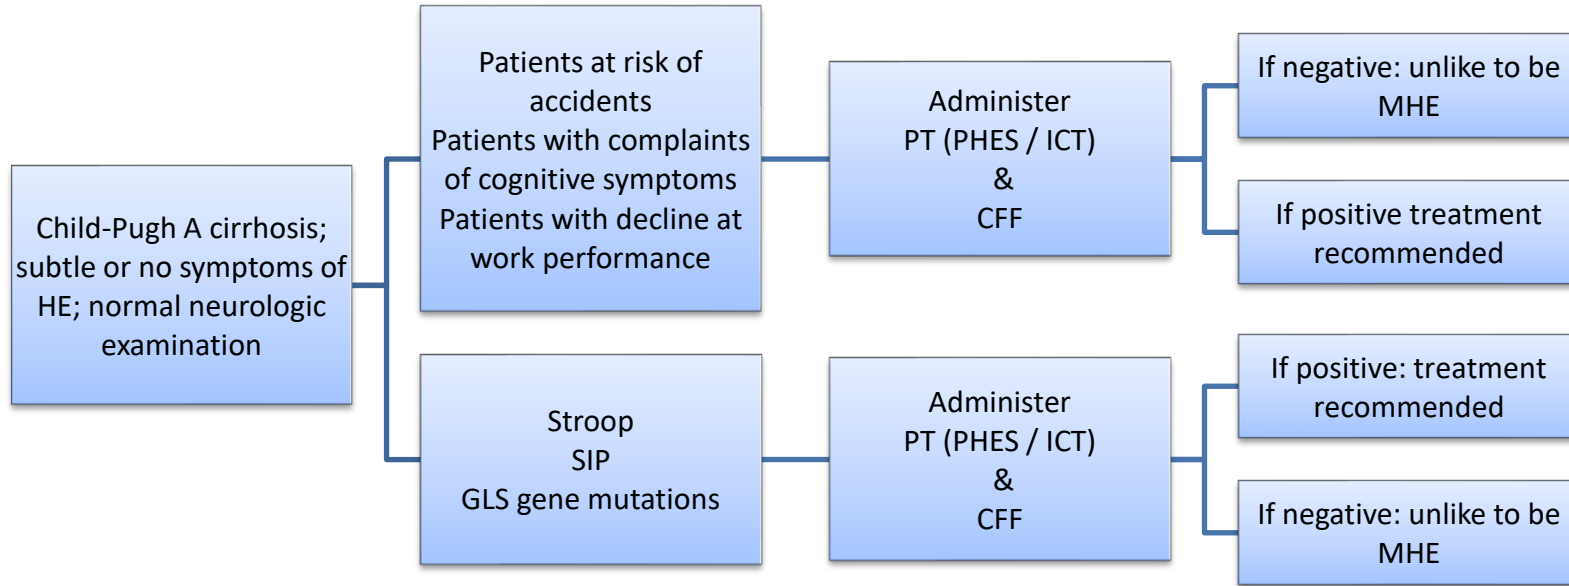 Child-Pugh A cirrhosis;
subtle or no symptoms of
HE; normal neurologic
examination
Patients at risk of
accidents
Patients with complaints
of cognitive symptoms
Patients with decline at
work performance
Administer
PT (PHES / ICT)
&
CFF
If negative: unlike to be
MHE
If positive treatment
recommended
Stroop
SIP
GLS gene mutations
Administer
PT (PHES / ICT)
&
CFF
If positive: treatment
recommended
If negative: unlike to be
MHE